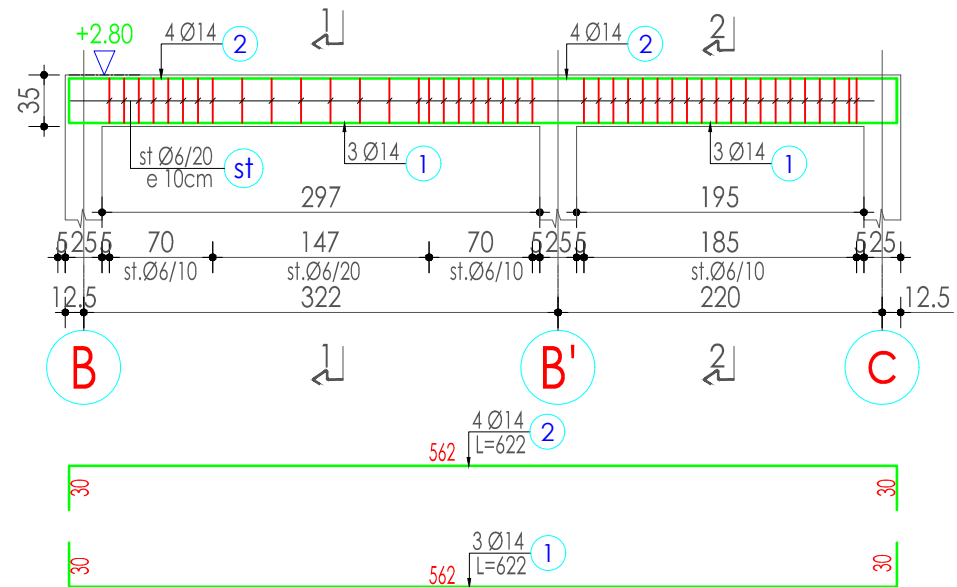 1
2
+2.80
4 Ø14 2
4 Ø14 2
35
st Ø6/20
e 10cm
st
3 Ø14 1
3 Ø14 1
297
195
5 25 5 70 147 70 5 25 5 185 5 25
st.Ø6/10 st.Ø6/20 st.Ø6/10 st.Ø6/10
12.5 322 220 12.5
B B' C
1
2
4 Ø14 2
L=622
562
30 30
3 Ø14 1
L=622
562
30 30